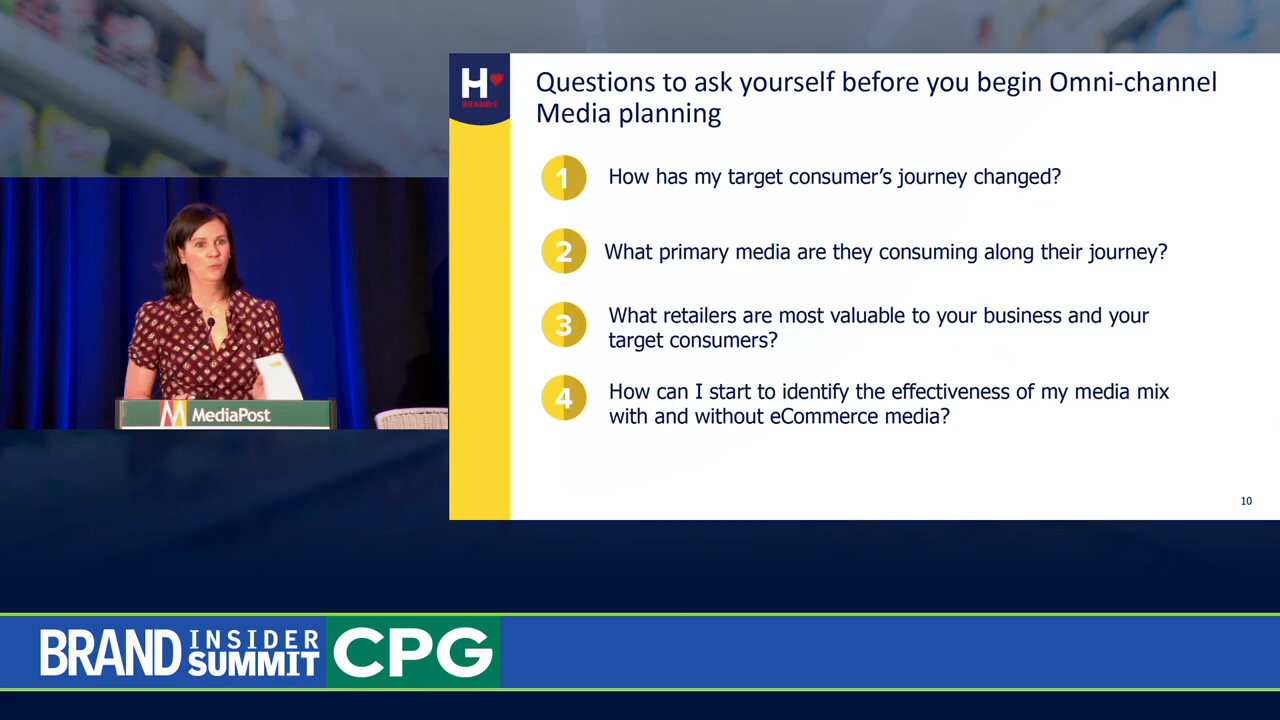 H
BRANDS
Questions to ask yourself before you begin Omni-channel
Media planning
1
How has my target consumer's journey changed?
2
What primary media are they consuming along their journey?
3
What retailers are most valuable to your business and your
target consumers?
4
How can I start to identify the effectiveness of my media mix
with and without eCommerce media?
10
MediaPost
BRAND INSIDER SUMMIT CPG